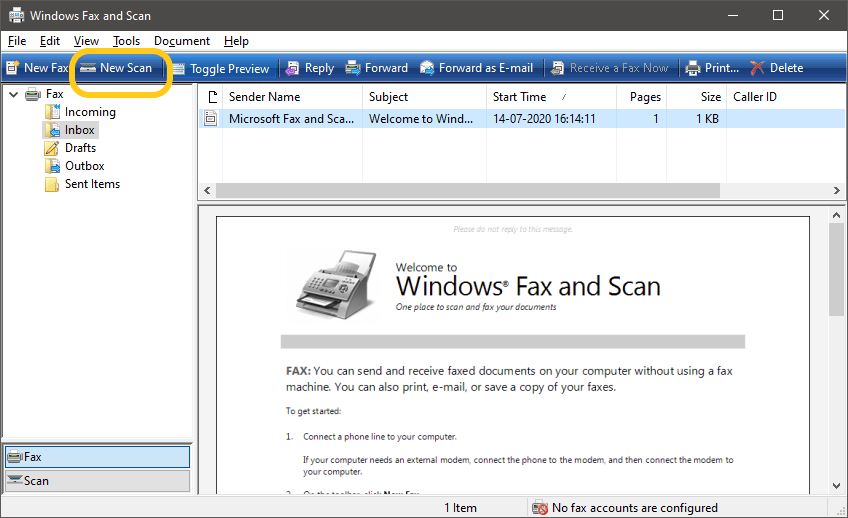 Windows Fax and Scan
File Edit View Tools Document Help
New Fax New Scan Toggle Preview Reply Forward Forward as E-mail Receive a Fax Now Print... Delete
Fax
Incoming
Inbox
Drafts
Outbox
Sent Items
Sender Name Subject Start Time Pages Size Caller ID
Microsoft Fax and Sca... Welcome to Wind... 14-07-2020 16:14:11 1 1 KB
Please do not reply to this message.
Welcome to
Windows® Fax and Scan
One place to scan and fax your documents
FAX: You can send and receive faxed documents on your computer without using a fax
machine. You can also print, e-mail, or save a copy of your faxes.
To get started:
1. Connect a phone line to your computer.
If your computer needs an external modem, connect the phone to the modem, and then connect the modem to
your computer.
2. On the toolbar, click New Fax.
Fax
Scan
1 Item
No fax accounts are configured